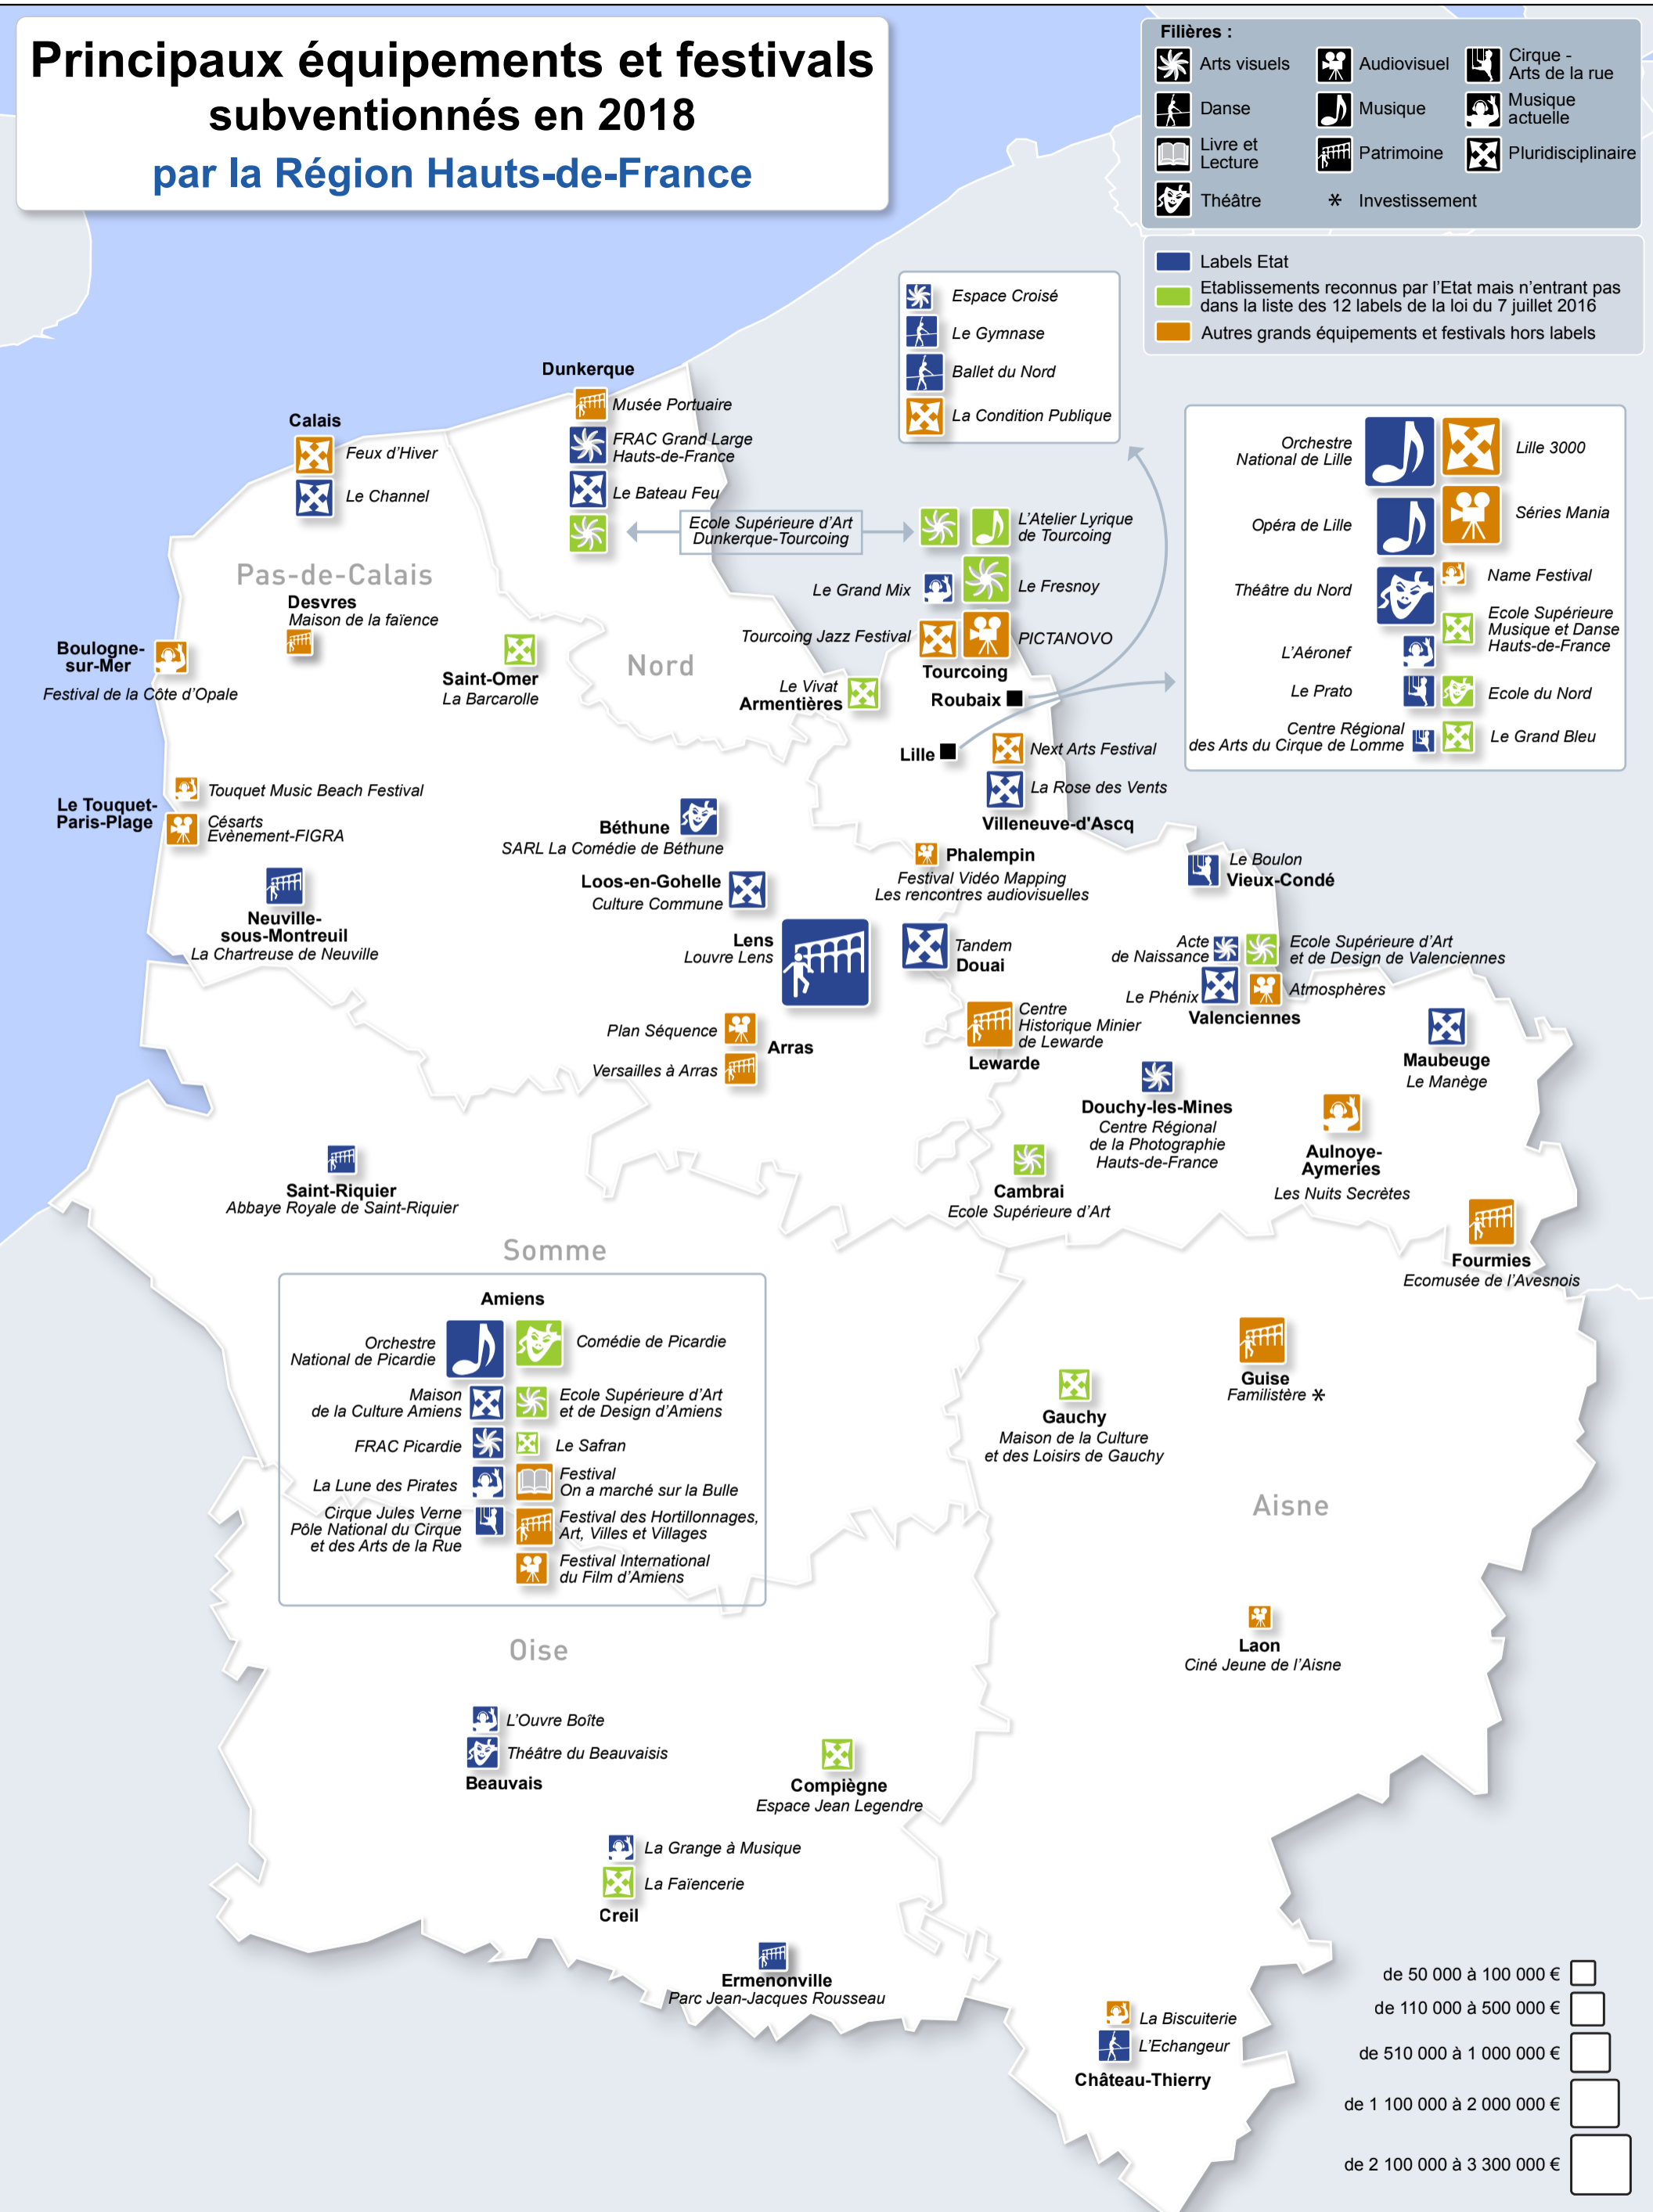 Principaux équipements et festivals
subventionnés en 2018
par la Région Hauts-de-France
Filières :
Arts visuels
Audiovisuel
Cirque -
Arts de la rue
Danse
Musique
Musique
actuelle
Livre et
Lecture
Patrimoine
Pluridisciplinaire
Théâtre
* Investissement
Labels Etat
Etablissements reconnus par l'Etat mais n'entrant pas
dans la liste des 12 labels de la loi du 7 juillet 2016
Autres grands équipements et festivals hors labels
Espace Croisé
Le Gymnase
Ballet du Nord
La Condition Publique
Dunkerque
Musée Portuaire
FRAC Grand Large
Hauts-de-France
Le Bateau Feu
Ecole Supérieure d'Art
Dunkerque-Tourcoing
Calais
Feux d'Hiver
Le Channel
Orchestre
National de Lille
Lille 3000
Opéra de Lille
Séries Mania
Théâtre du Nord
Name Festival
Ecole Supérieure
Musique et Danse
Hauts-de-France
L'Aéronef
Le Prato
Ecole du Nord
Centre Régional
des Arts du Cirque de Lomme
Le Grand Bleu
L'Atelier Lyrique
de Tourcoing
Le Grand Mix
Le Fresnoy
Tourcoing Jazz Festival
PICTANOVO
Tourcoing
Roubaix
Lille
Pas-de-Calais
Desvres
Maison de la faïence
Boulogne-
sur-Mer
Festival de la Côte d'Opale
Saint-Omer
La Barcarolle
Nord
Le Vivat
Armentières
Next Arts Festival
La Rose des Vents
Villeneuve-d'Ascq
Touquet Music Beach Festival
Le Touquet-
Paris-Plage
Césarts
Evènement-FIGRA
Béthune
SARL La Comédie de Béthune
Phalempin
Festival Vidéo Mapping
Les rencontres audiovisuelles
Le Boulon
Vieux-Condé
Neuville-
sous-Montreuil
La Chartreuse de Neuville
Loos-en-Gohelle
Culture Commune
Lens
Louvre Lens
Tandem
Douai
Acte
de Naissance
Ecole Supérieure d'Art
et de Design de Valenciennes
Le Phénix
Atmosphères
Valenciennes
Plan Séquence
Arras
Versailles à Arras
Centre
Historique Minier
de Lewarde
Lewarde
Maubeuge
Le Manège
Douchy-les-Mines
Centre Régional
de la Photographie
Hauts-de-France
Aulnoye-
Aymeries
Les Nuits Secrètes
Cambrai
Ecole Supérieure d'Art
Saint-Riquier
Abbaye Royale de Saint-Riquier
Fourmies
Ecomusée de l'Avesnois
Somme
Amiens
Orchestre
National de Picardie
Comédie de Picardie
Maison
de la Culture Amiens
Ecole Supérieure d'Art
et de Design d'Amiens
FRAC Picardie
Le Safran
La Lune des Pirates
Festival
On a marché sur la Bulle
Cirque Jules Verne
Pôle National du Cirque
et des Arts de la Rue
Festival des Hortillonnages,
Art, Villes et Villages
Festival International
du Film d'Amiens
Guise
Familistère *
Gauchy
Maison de la Culture
et des Loisirs de Gauchy
Aisne
Laon
Ciné Jeune de l'Aisne
Oise
L'Ouvre Boîte
Théâtre du Beauvaisis
Beauvais
Compiègne
Espace Jean Legendre
La Grange à Musique
La Faïencerie
Creil
Ermenonville
Parc Jean-Jacques Rousseau
La Biscuiterie
L'Echangeur
Château-Thierry
de 50 000 à 100 000 €
de 110 000 à 500 000 €
de 510 000 à 1 000 000 €
de 1 100 000 à 2 000 000 €
de 2 100 000 à 3 300 000 €